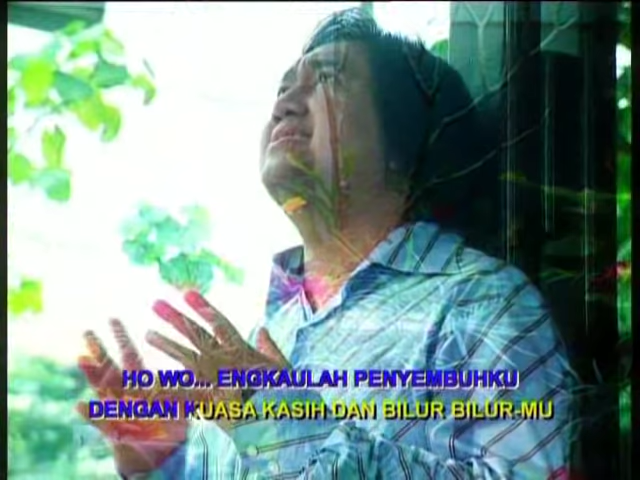 HO WO... ENGKAULAH PENYEMBUHKU
DENGAN KUASA KASIH DAN BILUR BILUR-MU